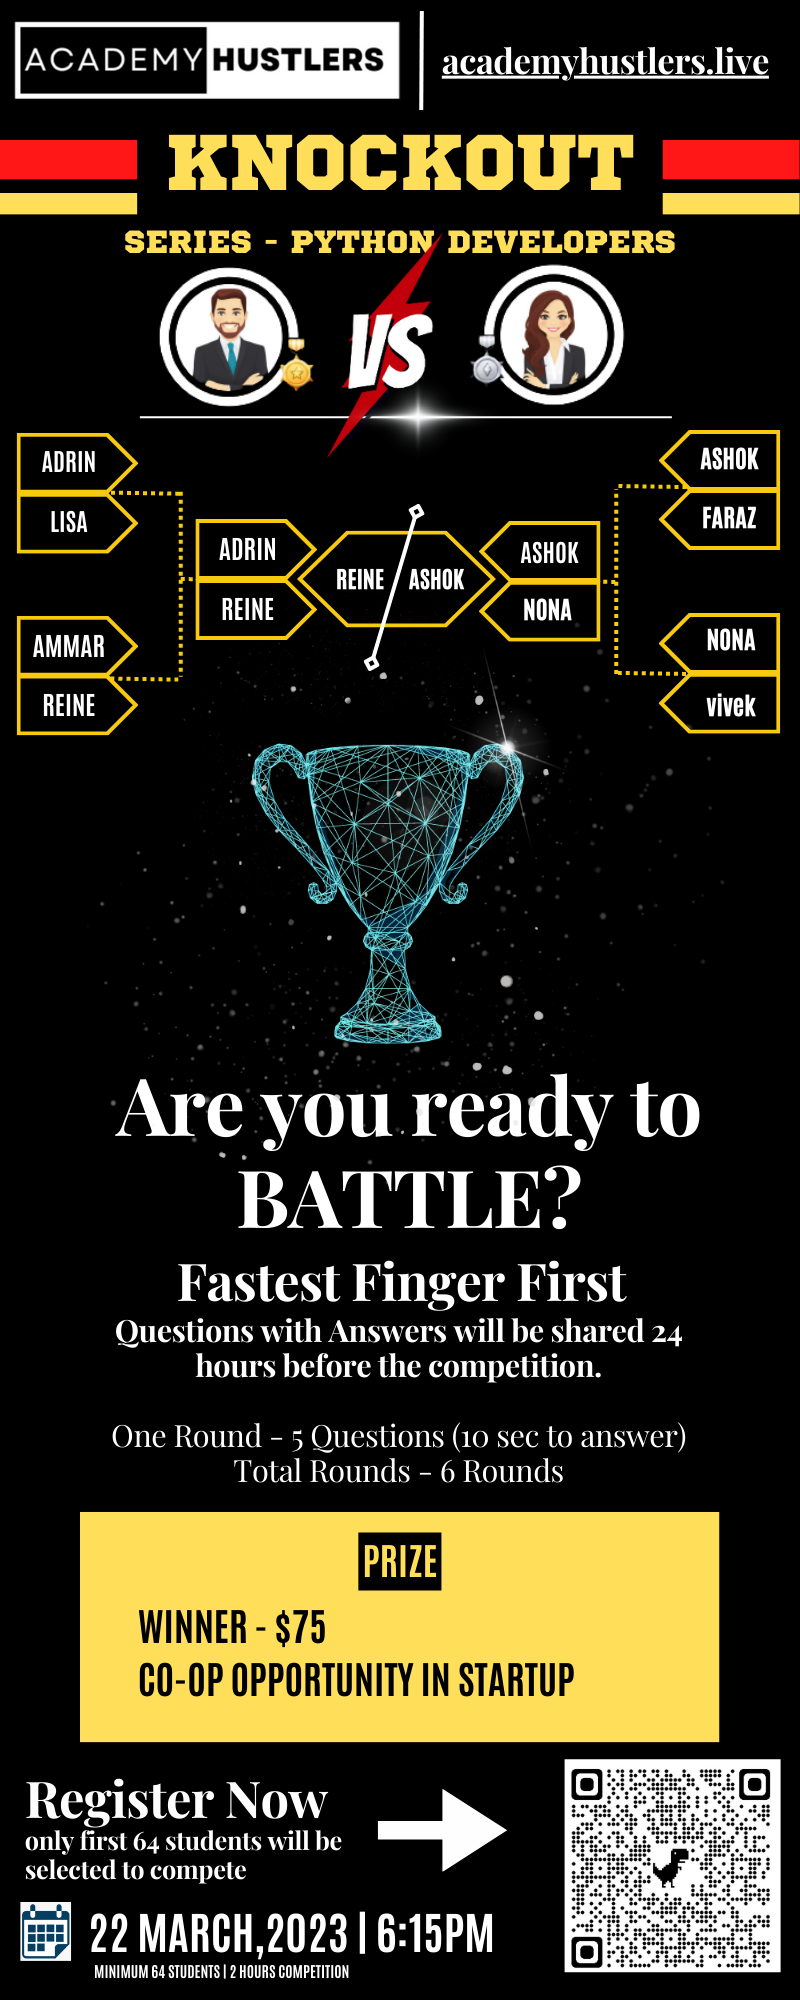 ACADEMY HUSTLERS
academyhustlers.live
KNOCKOUT
SERIES - PYTHON DEVELOPERS
VS
ADRIN
LISA
AMMAR
REINE
ADRIN
REINE
REINE ASHOK
ASHOK
NONA
ASHOK
FARAZ
NONA
vivek
Are you ready to
BATTLE?
Fastest Finger First
Questions with Answers will be shared 24
hours before the competition.
One Round - 5 Questions (10 sec to answer)
Total Rounds - 6 Rounds
PRIZE
WINNER - $75
CO-OP OPPORTUNITY IN STARTUP
Register Now
only first 64 students will be
selected to compete
22 MARCH,2023 | 6:15PM
MINIMUM 64 STUDENTS | 2 HOURS COMPETITION